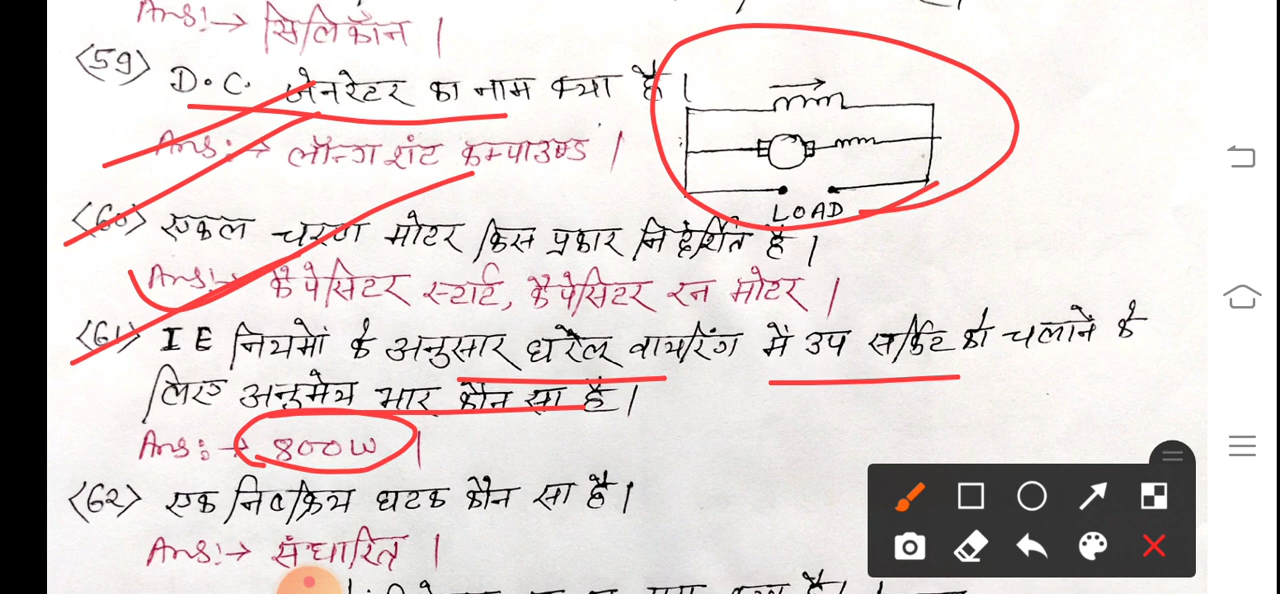 Ans:→ सिलिकॉन |
(59) D.C. जेनरेटर का नाम क्या है |
Ans:→ लॉन्ग शंट कम्पाउण्ड |
LOAD
(60) एकल चरण मोटर किस प्रकार निर्देशित है |
Ans:→ कैपेसिटर स्टार्ट, कैपेसिटर रन मोटर |
(61) IE नियमों के अनुसार घरेलू वायरिंग में उप सर्किट को चलाने के
लिए अनुमेय भार कौन सा है |
Ans:→ 800W |
(62) एक निष्क्रिय घटक कौन सा है |
Ans:→ संधारित्र |